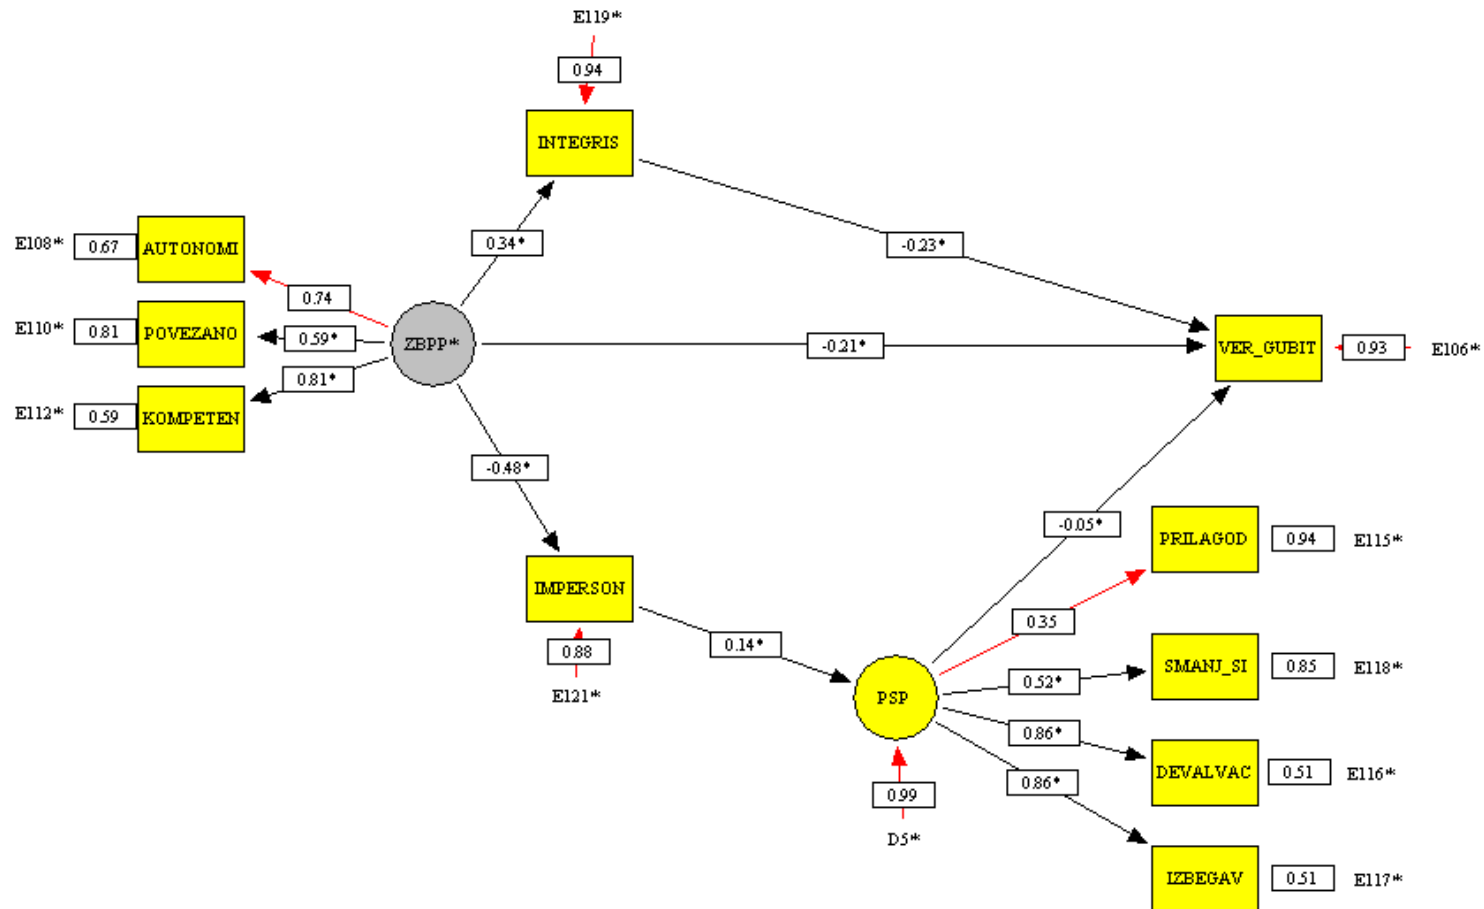 E119*
0.94
INTEGRIS
E108*
0.67
AUTONOMI
0.34*
-0.23*
0.74
E110*
0.81
POVEZANO
0.59*
ZBPP*
-0.21*
VER_GUBIT
0.93
E106*
0.81*
E112*
0.59
KOMPETEN
-0.48*
-0.05*
PRILAGOD
0.94
E115*
IMPERSON
0.35
0.88
0.14*
E121*
PSP
0.52*
SMANJ_SI
0.85
E118*
0.86*
DEVALVAC
0.51
E116*
0.86*
0.99
D5*
IZBEGAV
0.51
E117*